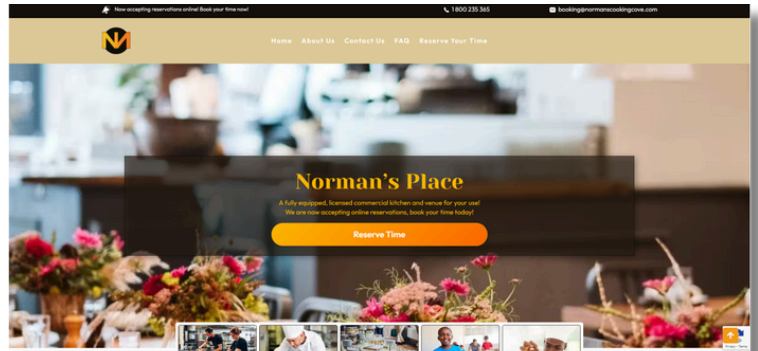 Now accepting reservations online! Book your time now!
1 800 235 365
booking@normanscookingcove.com
Home About Us Contact Us FAQ Reserve Your Time
Norman's Place
A fully equipped, licensed commercial kitchen and venue for your use!
We are now accepting online reservations, book your time today!
Reserve Time